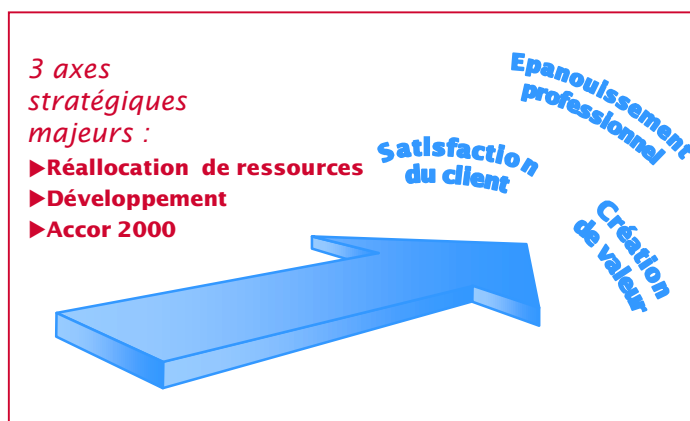 3 axes
stratégiques
majeurs :
▶Réallocation de ressources
▶Développement
▶Accor 2000
Epanouissement
professionnel
Satisfaction
du client
Création
de valeur